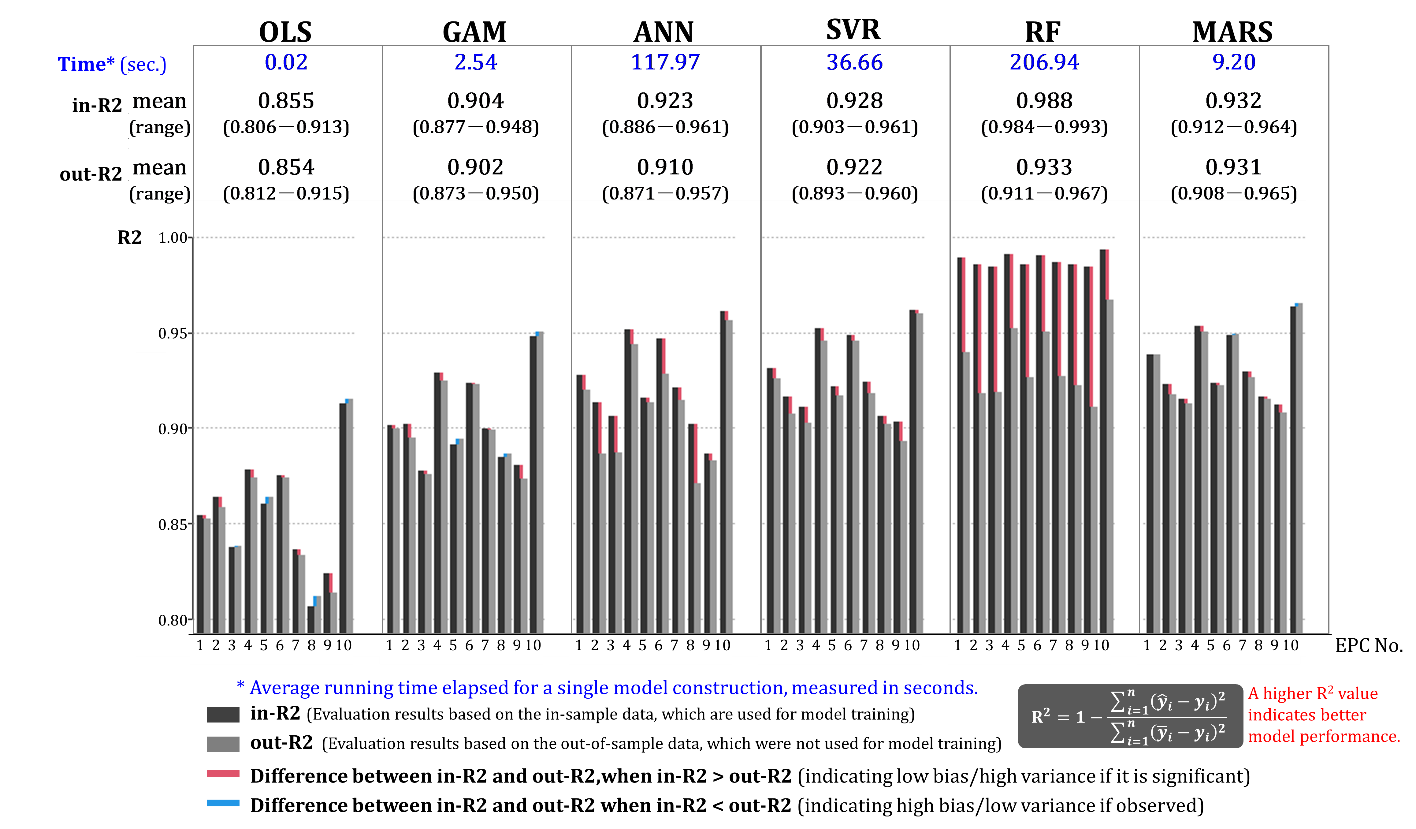 OLS GAM ANN SVR RF MARS
Time* (sec.) 0.02 2.54 117.97 36.66 206.94 9.20
in-R2 mean 0.855 0.904 0.923 0.928 0.988 0.932
(range) (0.806—0.913) (0.877—0.948) (0.886—0.961) (0.903—0.961) (0.984—0.993) (0.912—0.964)
out-R2 mean 0.854 0.902 0.910 0.922 0.933 0.931
(range) (0.812—0.915) (0.873—0.950) (0.871—0.957) (0.893—0.960) (0.911—0.967) (0.908—0.965)
R2 1.00
0.95
0.90
0.85
0.80
1 2 3 4 5 6 7 8 9 10 1 2 3 4 5 6 7 8 9 10 1 2 3 4 5 6 7 8 9 10 1 2 3 4 5 6 7 8 9 10 1 2 3 4 5 6 7 8 9 10 1 2 3 4 5 6 7 8 9 10 EPC No.
* Average running time elapsed for a single model construction, measured in seconds.
in-R2 (Evaluation results based on the in-sample data, which are used for model training)
out-R2 (Evaluation results based on the out-of-sample data, which were not used for model training)
Difference between in-R2 and out-R2,when in-R2 > out-R2 (indicating low bias/high variance if it is significant)
Difference between in-R2 and out-R2 when in-R2 < out-R2 (indicating high bias/low variance if observed)
R² = 1 − ∑ⁿᵢ₌₁(ŷᵢ − yᵢ)² / ∑ⁿᵢ₌₁(ȳᵢ − yᵢ)²
A higher R² value
indicates better
model performance.